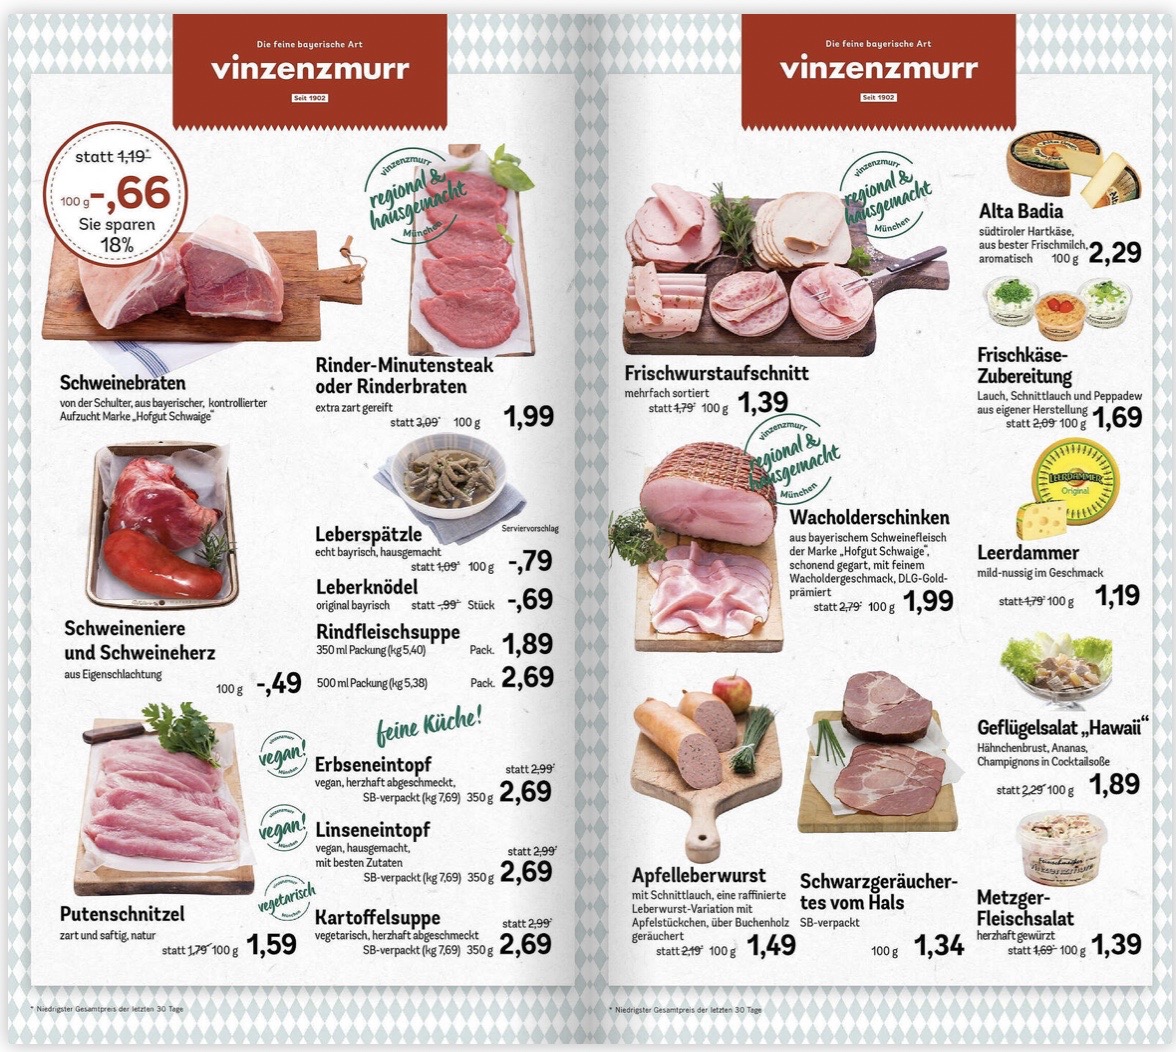 Die feine bayerische Art
vinzenzmurr
Seit 1902
statt 1,19*
100 g -,66
Sie sparen
18%
vinzenzmurr
regional &
hausgemacht
München
Schweinebraten
von der Schulter, aus bayerischer, kontrollierter
Aufzucht Marke „Hofgut Schwaige“
Rinder-Minutensteak
oder Rinderbraten
extra zart gereift
statt 3,09* 100 g 1,99
Schweineniere
und Schweineherz
aus Eigenschlachtung
100 g -,49
Serviervorschlag
Leberspätzle
echt bayrisch, hausgemacht
statt 1,09* 100 g -,79
Leberknödel
original bayrisch statt -,99* Stück -,69
Rindfleischsuppe
350 ml Packung (kg 5,40) Pack. 1,89
500 ml Packung (kg 5,38) Pack. 2,69
Putenschnitzel
zart und saftig, natur
statt 1,79* 100 g 1,59
feine Küche!
vinzenzmurr
vegan!
München
Erbseneintopf
statt 2,99*
vegan, herzhaft abgeschmeckt,
SB-verpackt (kg 7,69) 350 g 2,69
vinzenzmurr
vegan!
München
Linseneintopf
vegan, hausgemacht,
statt 2,99*
mit besten Zutaten
SB-verpackt (kg 7,69) 350 g 2,69
vinzenzmurr
vegetarisch
München
Kartoffelsuppe
statt 2,99*
vegetarisch, herzhaft abgeschmeckt
SB-verpackt (kg 7,69) 350 g 2,69
* Niedrigster Gesamtpreis der letzten 30 Tage
Die feine bayerische Art
vinzenzmurr
Seit 1902
vinzenzmurr
regional &
hausgemacht
München
Frischwurstaufschnitt
mehrfach sortiert
statt 1,79* 100 g 1,39
Alta Badia
südtiroler Hartkäse,
aus bester Frischmilch,
aromatisch 100 g 2,29
Frischkäse-
Zubereitung
Lauch, Schnittlauch und Peppadew
aus eigener Herstellung
statt 2,09* 100 g 1,69
vinzenzmurr
regional &
hausgemacht
München
Wacholderschinken
aus bayerischem Schweinefleisch
der Marke „Hofgut Schwaige“,
schonend gegart, mit feinem
Wacholdergeschmack, DLG-Gold-
prämiert
statt 2,79* 100 g 1,99
LEERDAMMER
Original
Leerdammer
mild-nussig im Geschmack
statt 1,79* 100 g 1,19
Geflügelsalat „Hawaii“
Hähnchenbrust, Ananas,
Champignons in Cocktailsoße
statt 2,29* 100 g 1,89
Apfelleberwurst
mit Schnittlauch, eine raffinierte
Leberwurst-Variation mit
Apfelstückchen, über Buchenholz
geräuchert
statt 2,19* 100 g 1,49
Schwarzgeräucher-
tes vom Hals
SB-verpackt
100 g 1,34
Feinschmecker
vinzenzmurr
Metzger-
Fleischsalat
herzhaft gewürzt
statt 1,69* 100 g 1,39
* Niedrigster Gesamtpreis der letzten 30 Tage